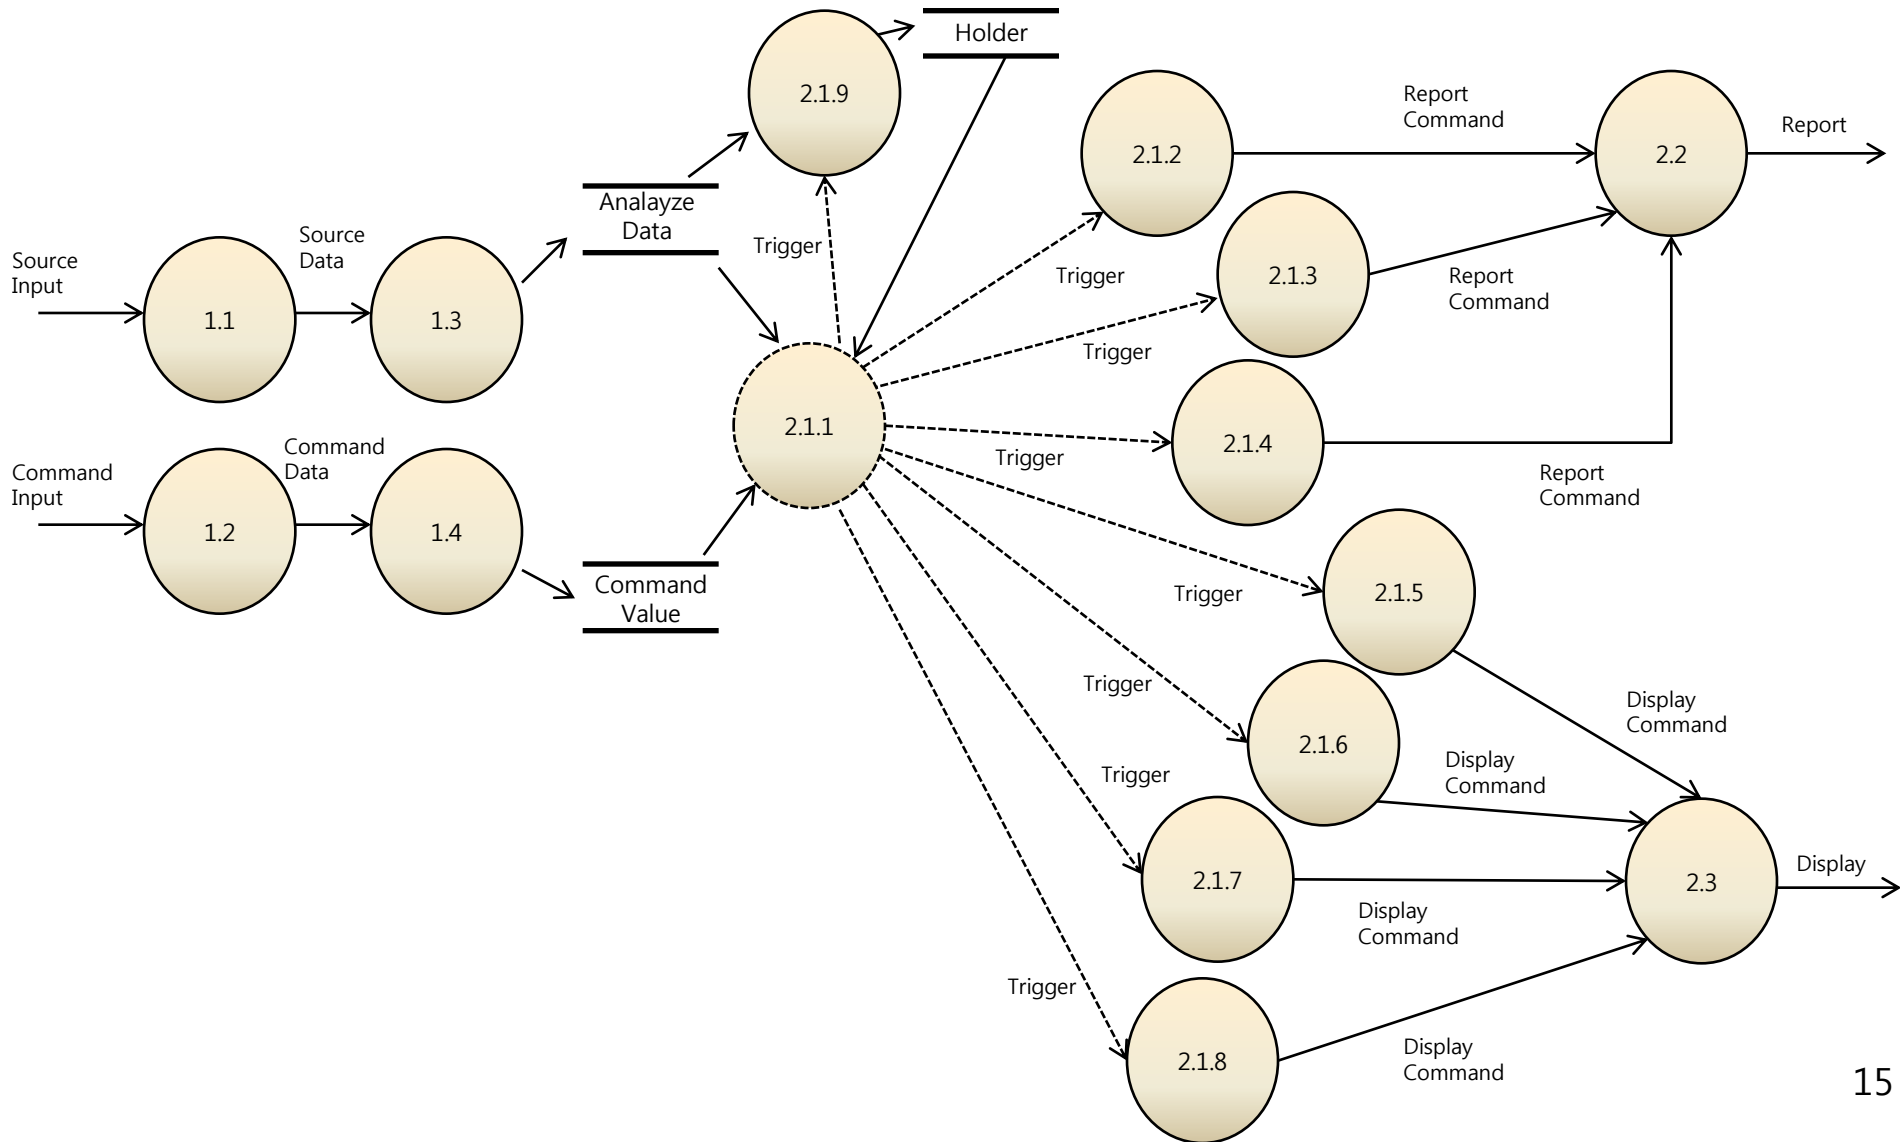 Holder
2.1.9
Report
Command
Report
2.1.2
2.2
Analayze
Data
Trigger
Source
Data
Source
Input
Trigger
2.1.3
Report
Command
1.1
1.3
Trigger
2.1.1
2.1.4
Trigger
Report
Command
Command
Data
Command
Input
1.2
1.4
Command
Value
Trigger
2.1.5
Trigger
2.1.6
Display
Command
Display
Command
Trigger
2.1.7
2.3
Display
Display
Command
Trigger
2.1.8
Display
Command
15